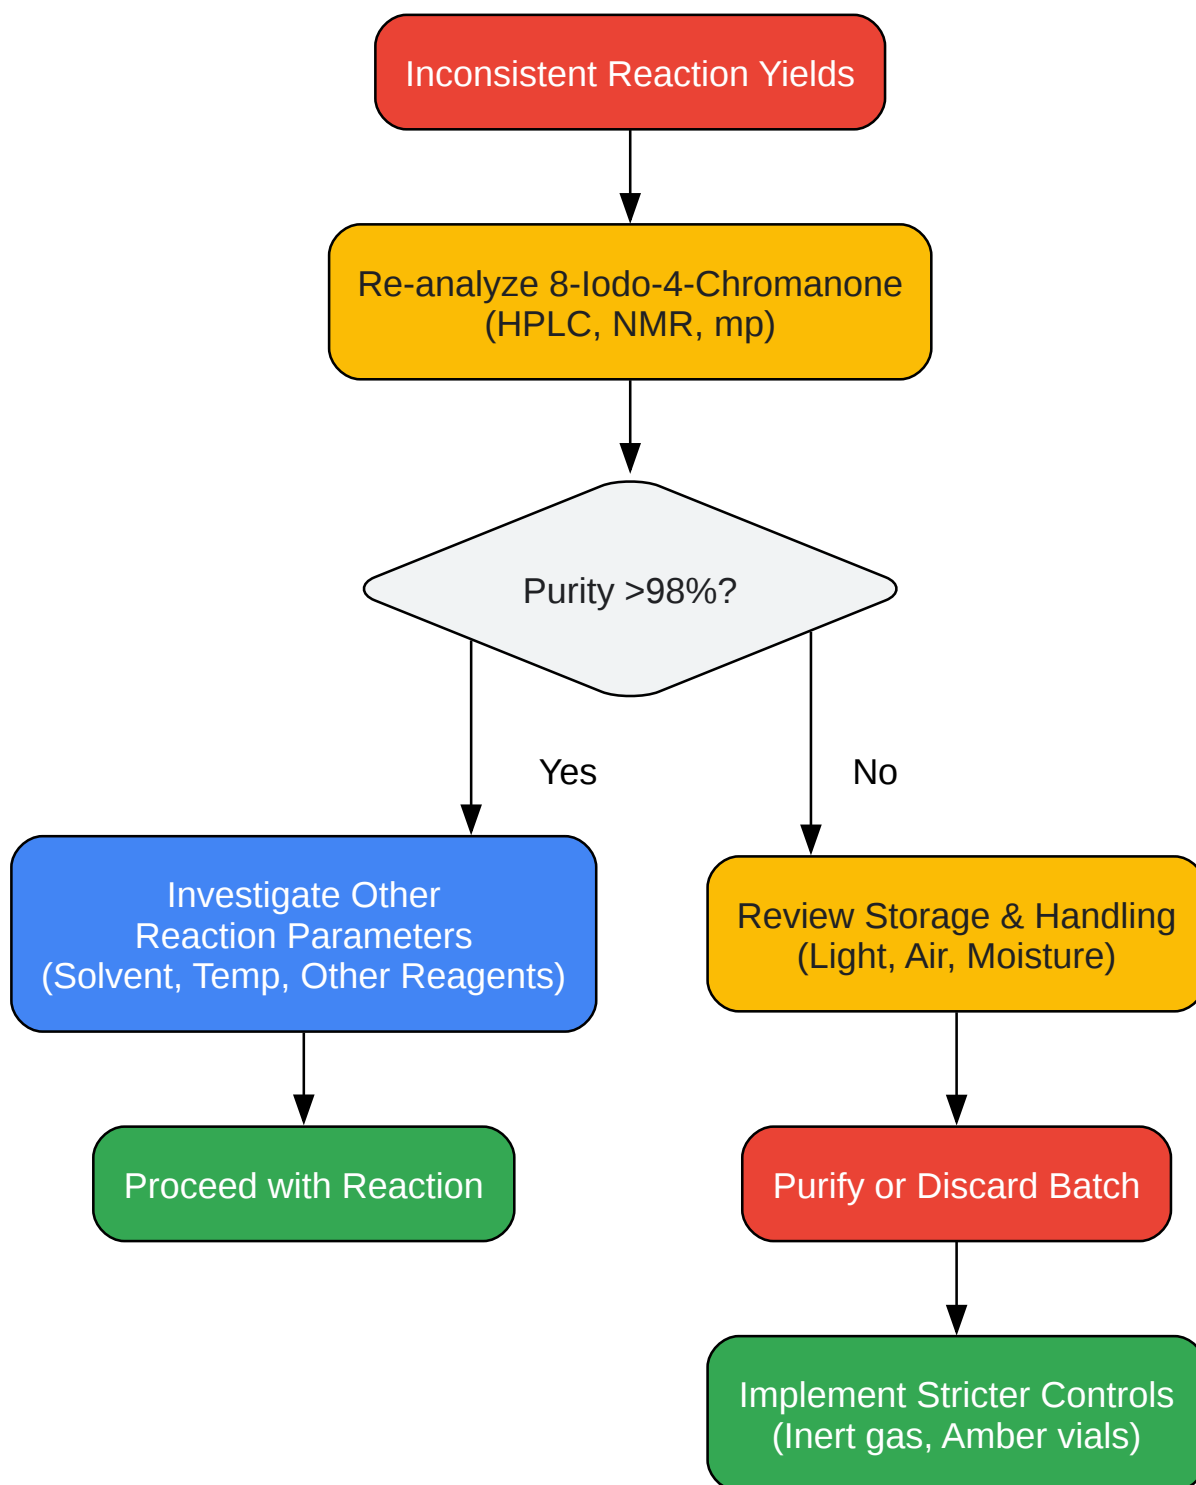 Inconsistent Reaction Yields
Re-analyze 8-Iodo-4-Chromanone
(HPLC, NMR, mp)
Purity >98%?
Yes
No
Investigate Other
Reaction Parameters
(Solvent, Temp, Other Reagents)
Review Storage & Handling
(Light, Air, Moisture)
Proceed with Reaction
Purify or Discard Batch
Implement Stricter Controls
(Inert gas, Amber vials)